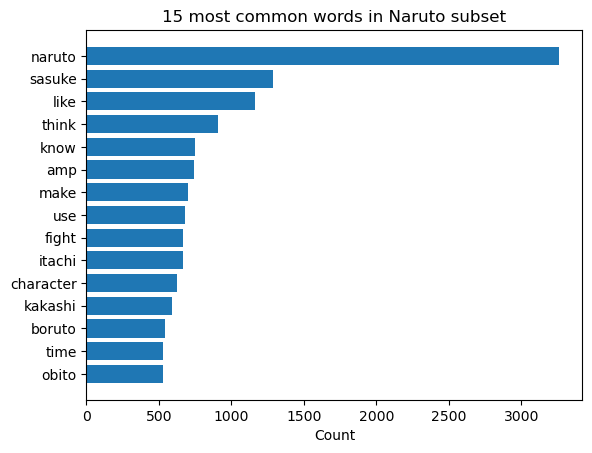 15 most common words in Naruto subset
naruto
sasuke
like
think
know
amp
make
use
fight
itachi
character
kakashi
boruto
time
obito
0 500 1000 1500 2000 2500 3000
Count